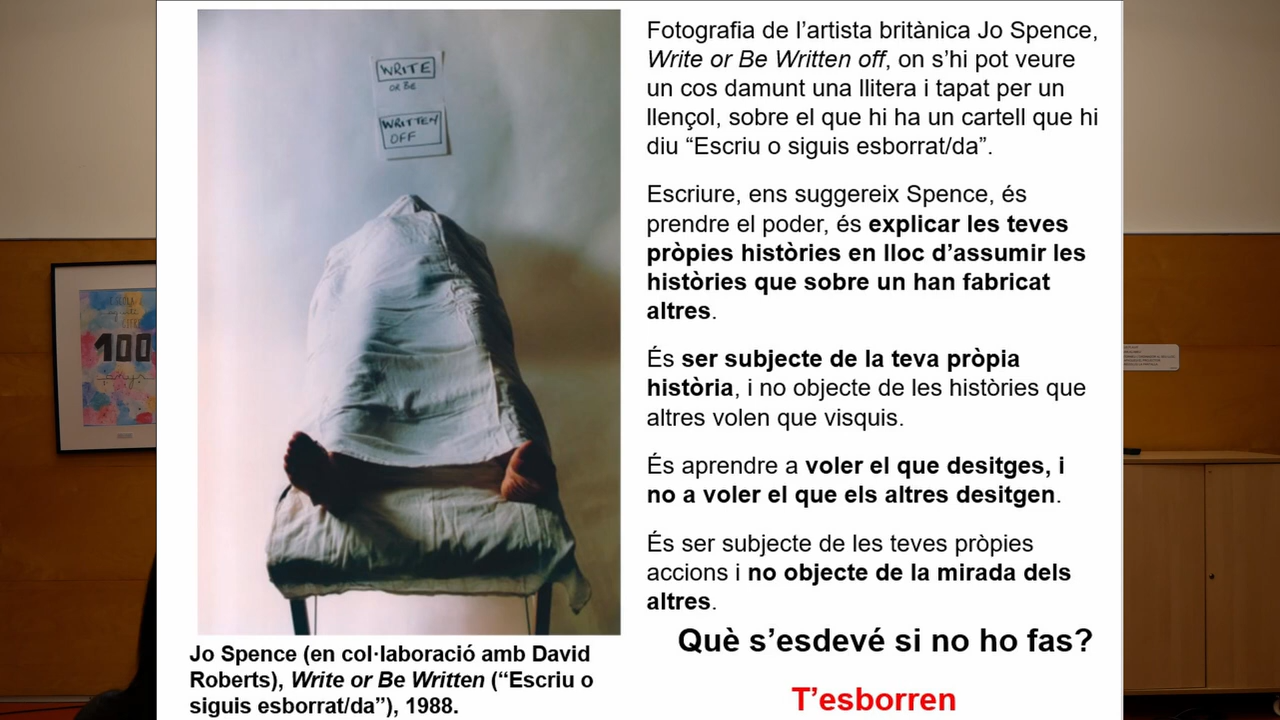 WRITE
OR BE
WRITTEN
OFF
Jo Spence (en col·laboració amb David
Roberts), Write or Be Written (“Escriu o
siguis esborrat/da”), 1988.
Fotografia de l’artista britànica Jo Spence,
Write or Be Written off, on s’hi pot veure
un cos damunt una llitera i tapat per un
llençol, sobre el que hi ha un cartell que hi
diu “Escriu o siguis esborrat/da”.
Escriure, ens suggereix Spence, és
prendre el poder, és explicar les teves
pròpies històries en lloc d’assumir les
històries que sobre un han fabricat
altres.
És ser subjecte de la teva pròpia
història, i no objecte de les històries que
altres volen que visquis.
És aprendre a voler el que desitges, i
no a voler el que els altres desitgen.
És ser subjecte de les teves pròpies
accions i no objecte de la mirada dels
altres.
Què s’esdevé si no ho fas?
T’esborren
100
anys